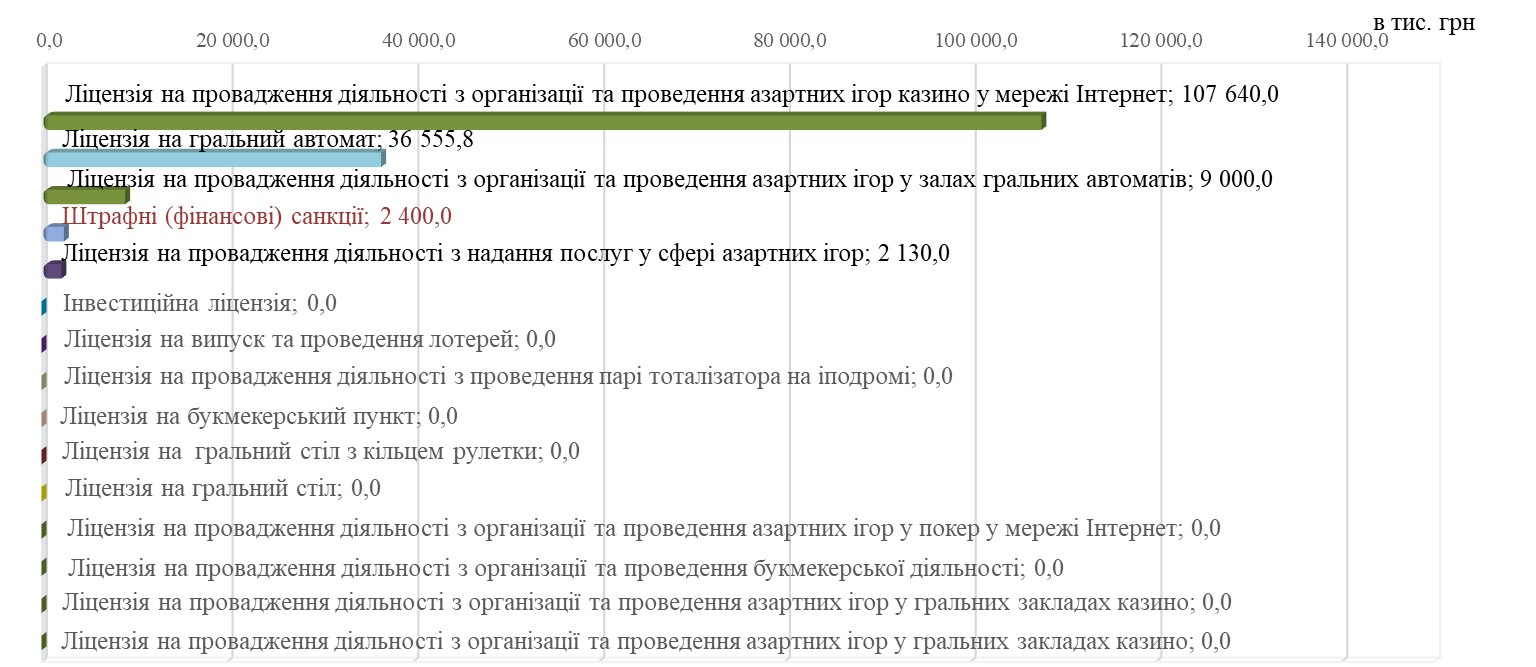 в тис. грн
0,0 20 000,0 40 000,0 60 000,0 80 000,0 100 000,0 120 000,0 140 000,0
Ліцензія на провадження діяльності з організації та проведення азартних ігор казино у мережі Інтернет; 107 640,0
Ліцензія на гральний автомат; 36 555,8
Ліцензія на провадження діяльності з організації та проведення азартних ігор у залах гральних автоматів; 9 000,0
Штрафні (фінансові) санкції; 2 400,0
Ліцензія на провадження діяльності з надання послуг у сфері азартних ігор; 2 130,0
Інвестиційна ліцензія; 0,0
Ліцензія на випуск та проведення лотерей; 0,0
Ліцензія на провадження діяльності з проведення парі тоталізатора на іподромі; 0,0
Ліцензія на букмекерський пункт; 0,0
Ліцензія на  гральний стіл з кільцем рулетки; 0,0
Ліцензія на гральний стіл; 0,0
Ліцензія на провадження діяльності з організації та проведення азартних ігор у покер у мережі Інтернет; 0,0
Ліцензія на провадження діяльності з організації та проведення букмекерської діяльності; 0,0
Ліцензія на провадження діяльності з організації та проведення азартних ігор у гральних закладах казино; 0,0
Ліцензія на провадження діяльності з організації та проведення азартних ігор у гральних закладах казино; 0,0